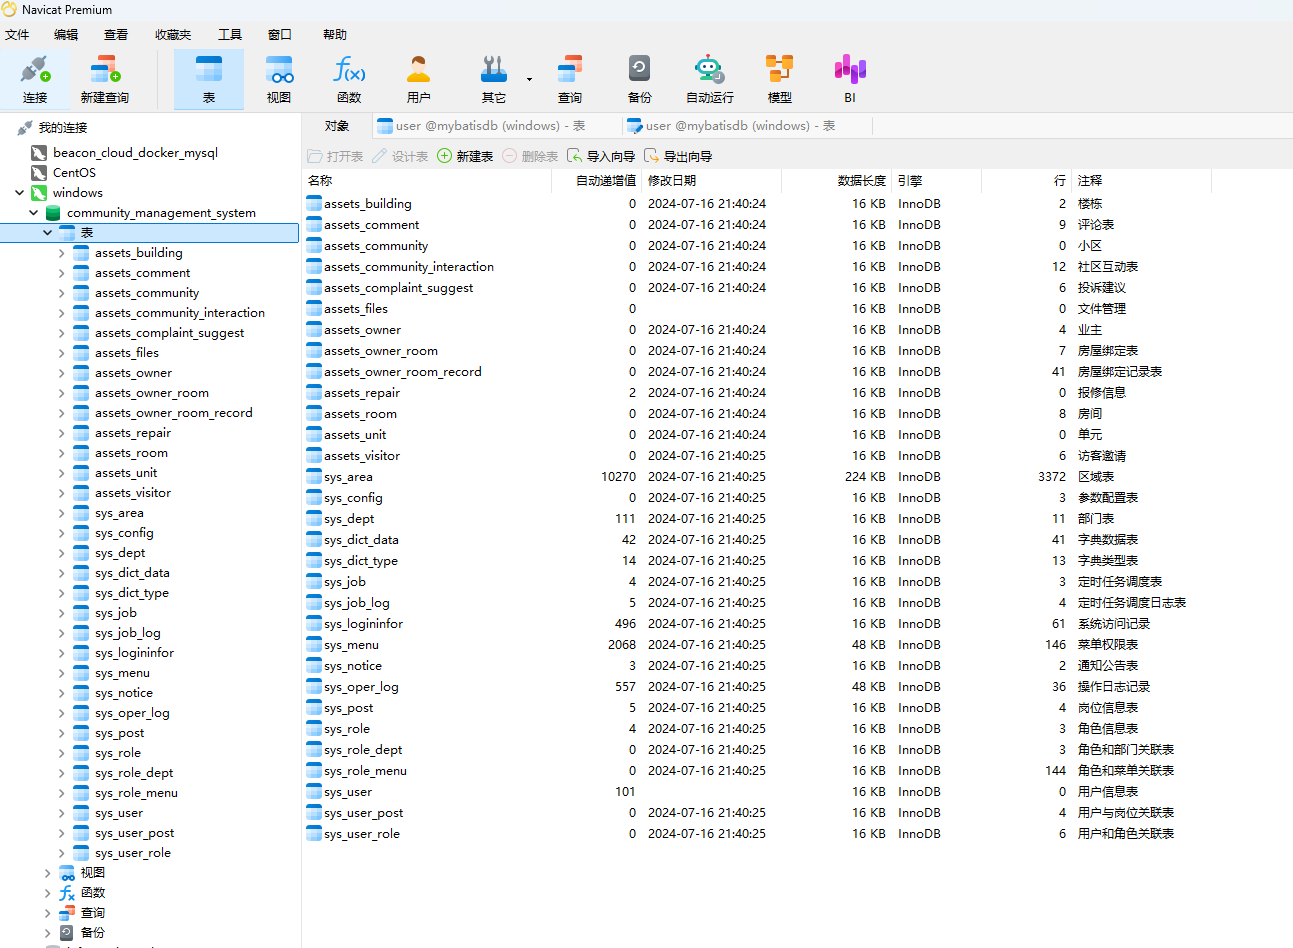 Navicat Premium
文件 编辑 查看 收藏夹 工具 窗口 帮助
连接 新建查询 表 视图 函数 用户 其它 查询 备份 自动运行 模型 BI
我的连接
beacon_cloud_docker_mysql
CentOS
windows
community_management_system
表
assets_building
assets_comment
assets_community
assets_community_interaction
assets_complaint_suggest
assets_files
assets_owner
assets_owner_room
assets_owner_room_record
assets_repair
assets_room
assets_unit
assets_visitor
sys_area
sys_config
sys_dept
sys_dict_data
sys_dict_type
sys_job
sys_job_log
sys_logininfor
sys_menu
sys_notice
sys_oper_log
sys_post
sys_role
sys_role_dept
sys_role_menu
sys_user
sys_user_post
sys_user_role
视图
函数
查询
备份
对象 user @mybatisdb (windows) - 表 user @mybatisdb (windows) - 表
打开表 设计表 新建表 删除表 导入向导 导出向导
名称 自动递增值 修改日期 数据长度 引擎 行 注释
assets_building 0 2024-07-16 21:40:24 16 KB InnoDB 2 楼栋
assets_comment 0 2024-07-16 21:40:24 16 KB InnoDB 9 评论表
assets_community 0 2024-07-16 21:40:24 16 KB InnoDB 0 小区
assets_community_interaction 0 2024-07-16 21:40:24 16 KB InnoDB 12 社区互动表
assets_complaint_suggest 0 2024-07-16 21:40:24 16 KB InnoDB 6 投诉建议
assets_files 0 16 KB InnoDB 0 文件管理
assets_owner 0 2024-07-16 21:40:24 16 KB InnoDB 4 业主
assets_owner_room 0 2024-07-16 21:40:24 16 KB InnoDB 7 房屋绑定表
assets_owner_room_record 0 2024-07-16 21:40:24 16 KB InnoDB 41 房屋绑定记录表
assets_repair 2 2024-07-16 21:40:24 16 KB InnoDB 0 报修信息
assets_room 0 2024-07-16 21:40:24 16 KB InnoDB 8 房间
assets_unit 0 2024-07-16 21:40:24 16 KB InnoDB 0 单元
assets_visitor 0 2024-07-16 21:40:25 16 KB InnoDB 6 访客邀请
sys_area 10270 2024-07-16 21:40:25 224 KB InnoDB 3372 区域表
sys_config 0 2024-07-16 21:40:25 16 KB InnoDB 3 参数配置表
sys_dept 111 2024-07-16 21:40:25 16 KB InnoDB 11 部门表
sys_dict_data 42 2024-07-16 21:40:25 16 KB InnoDB 41 字典数据表
sys_dict_type 14 2024-07-16 21:40:25 16 KB InnoDB 13 字典类型表
sys_job 4 2024-07-16 21:40:25 16 KB InnoDB 3 定时任务调度表
sys_job_log 5 2024-07-16 21:40:25 16 KB InnoDB 4 定时任务调度日志表
sys_logininfor 496 2024-07-16 21:40:25 16 KB InnoDB 61 系统访问记录
sys_menu 2068 2024-07-16 21:40:25 48 KB InnoDB 146 菜单权限表
sys_notice 3 2024-07-16 21:40:25 16 KB InnoDB 2 通知公告表
sys_oper_log 557 2024-07-16 21:40:25 48 KB InnoDB 36 操作日志记录
sys_post 5 2024-07-16 21:40:25 16 KB InnoDB 4 岗位信息表
sys_role 4 2024-07-16 21:40:25 16 KB InnoDB 3 角色信息表
sys_role_dept 0 2024-07-16 21:40:25 16 KB InnoDB 3 角色和部门关联表
sys_role_menu 0 2024-07-16 21:40:25 16 KB InnoDB 144 角色和菜单关联表
sys_user 101 16 KB InnoDB 0 用户信息表
sys_user_post 0 2024-07-16 21:40:25 16 KB InnoDB 4 用户与岗位关联表
sys_user_role 0 2024-07-16 21:40:25 16 KB InnoDB 6 用户和角色关联表